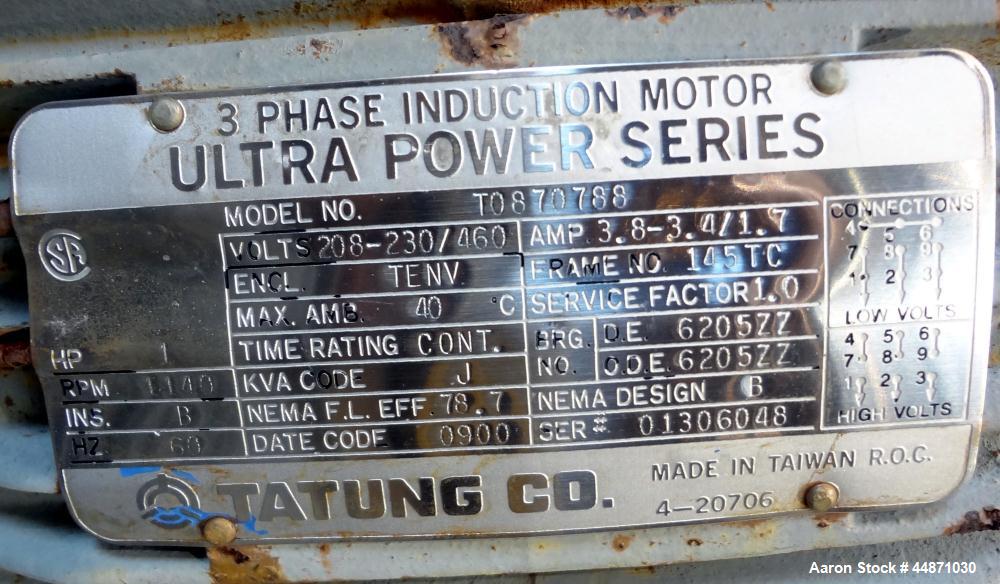 3 PHASE INDUCTION MOTOR
ULTRA POWER SERIES
MODEL NO. T0870788
VOLTS 208-230/460 AMP. 3.8-3.4/1.7
ENCL. TENV FRAME NO. 145TC
MAX. AMB. 40 °C SERVICE FACTOR 1.0
HP 1 TIME RATING CONT. BRG. NO. D.E. 6205ZZ
O.D.E. 6205ZZ
RPM 1140 KVA CODE J
INS. B NEMA F.L. EFF. 78.7 NEMA DESIGN B
HZ 60 DATE CODE 0900 SER# 01306048
CONNECTIONS
4 5 6
7 8 9
1 2 3
LOW VOLTS
4 5 6
7 8 9
1 2 3
HIGH VOLTS
SA
TATUNG CO.
MADE IN TAIWAN R.O.C.
4-20706
Aaron Stock # 44871030